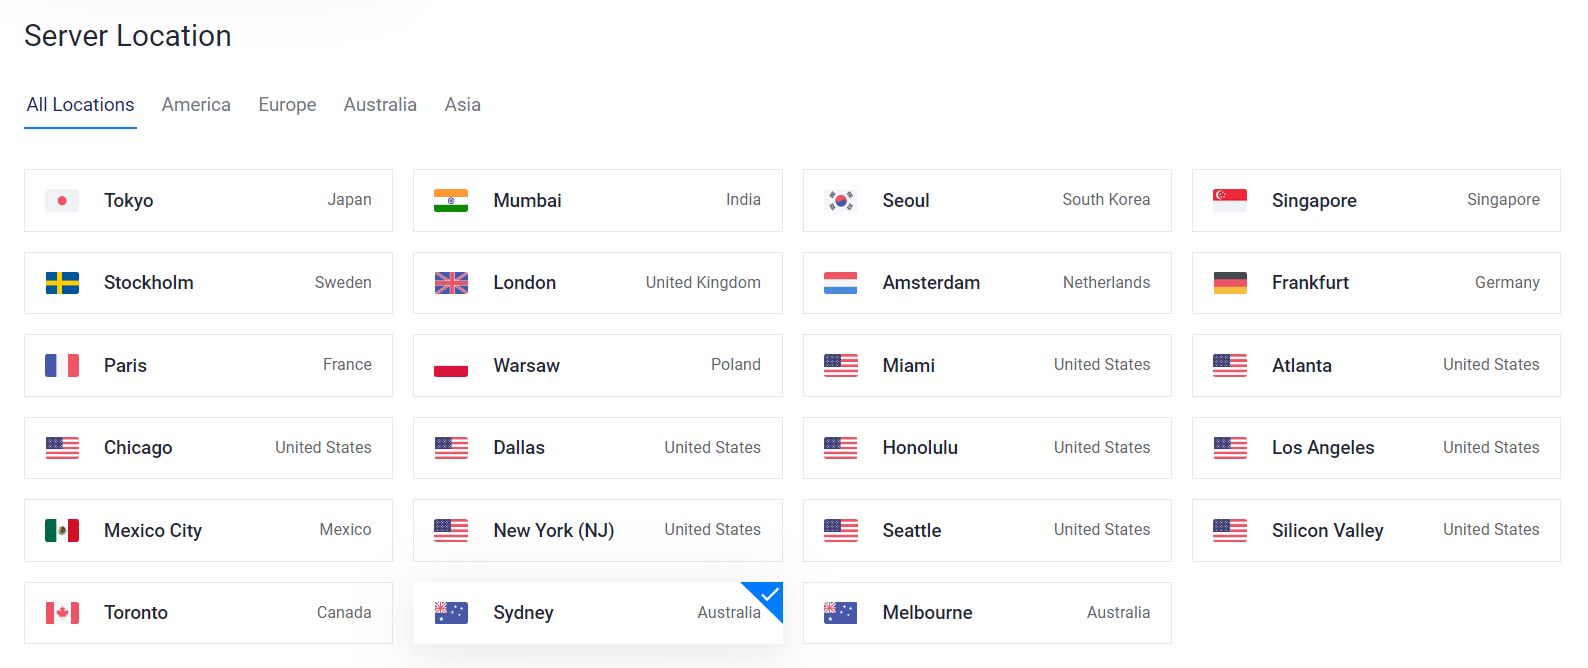 Server Location
All Locations America Europe Australia Asia
Tokyo Japan Mumbai India Seoul South Korea Singapore Singapore
Stockholm Sweden London United Kingdom Amsterdam Netherlands Frankfurt Germany
Paris France Warsaw Poland Miami United States Atlanta United States
Chicago United States Dallas United States Honolulu United States Los Angeles United States
Mexico City Mexico New York (NJ) United States Seattle United States Silicon Valley United States
Toronto Canada Sydney Australia Melbourne Australia